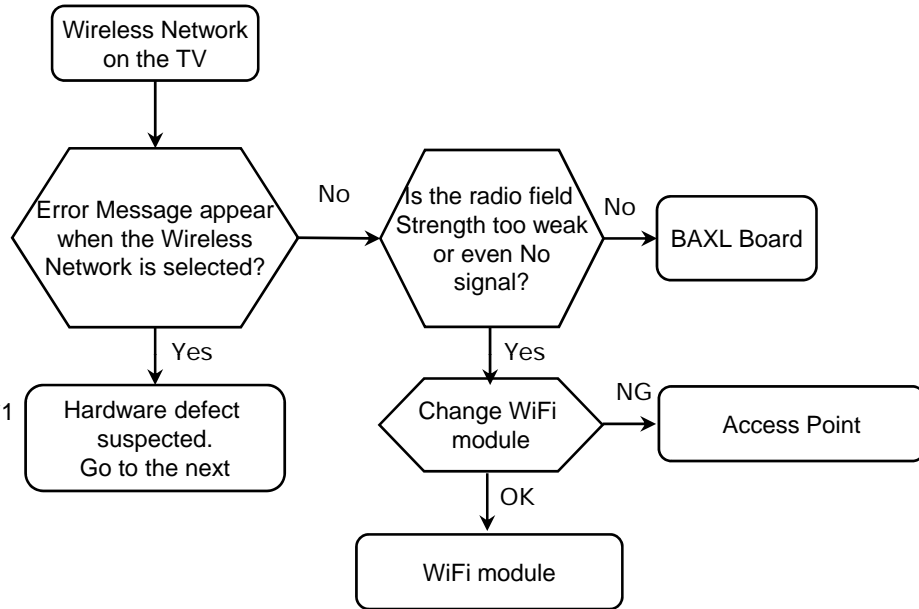 Wireless Network
on the TV
Error Message appear
when the Wireless
Network is selected?
No
Is the radio field
Strength too weak
or even No
signal?
No
BAXL Board
Yes
Yes
1
Hardware defect
suspected.
Go to the next
Change WiFi
module
NG
Access Point
OK
WiFi module